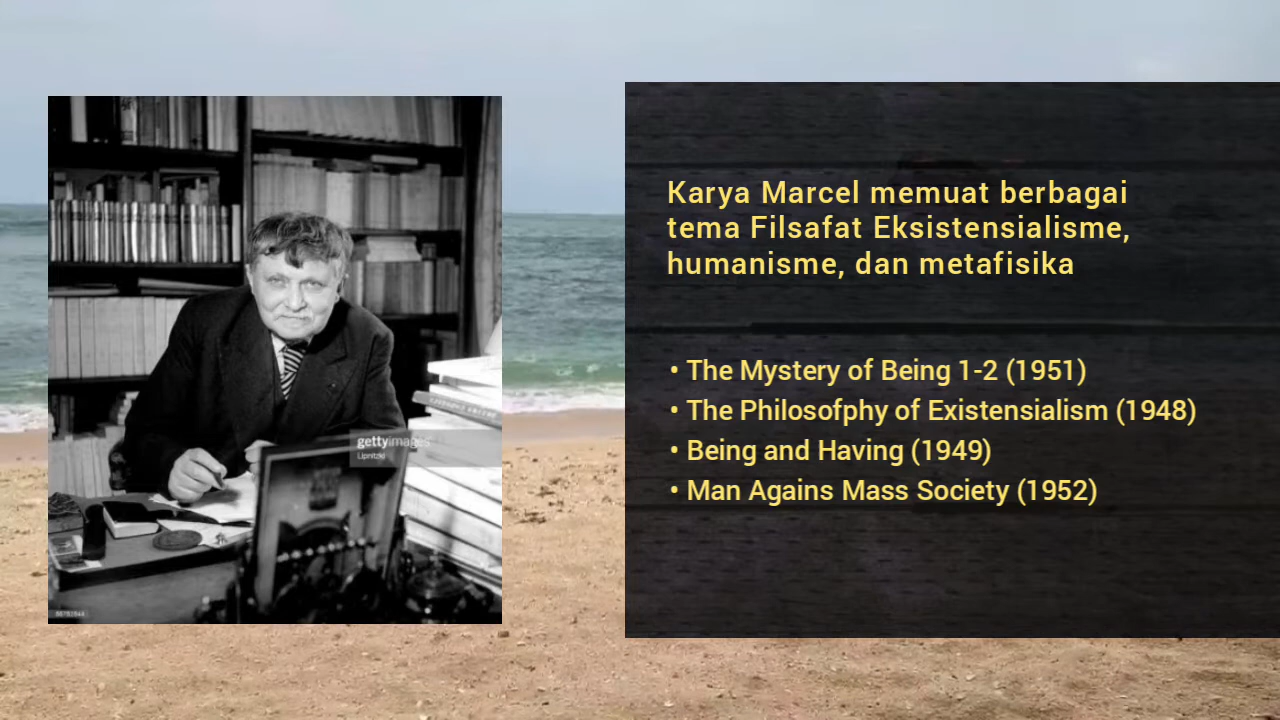 Karya Marcel memuat berbagai
tema Filsafat Eksistensialisme,
humanisme, dan metafisika
• The Mystery of Being 1-2 (1951)
• The Philosofphy of Existensialism (1948)
• Being and Having (1949)
• Man Agains Mass Society (1952)
gettyimages
Lipnitzki